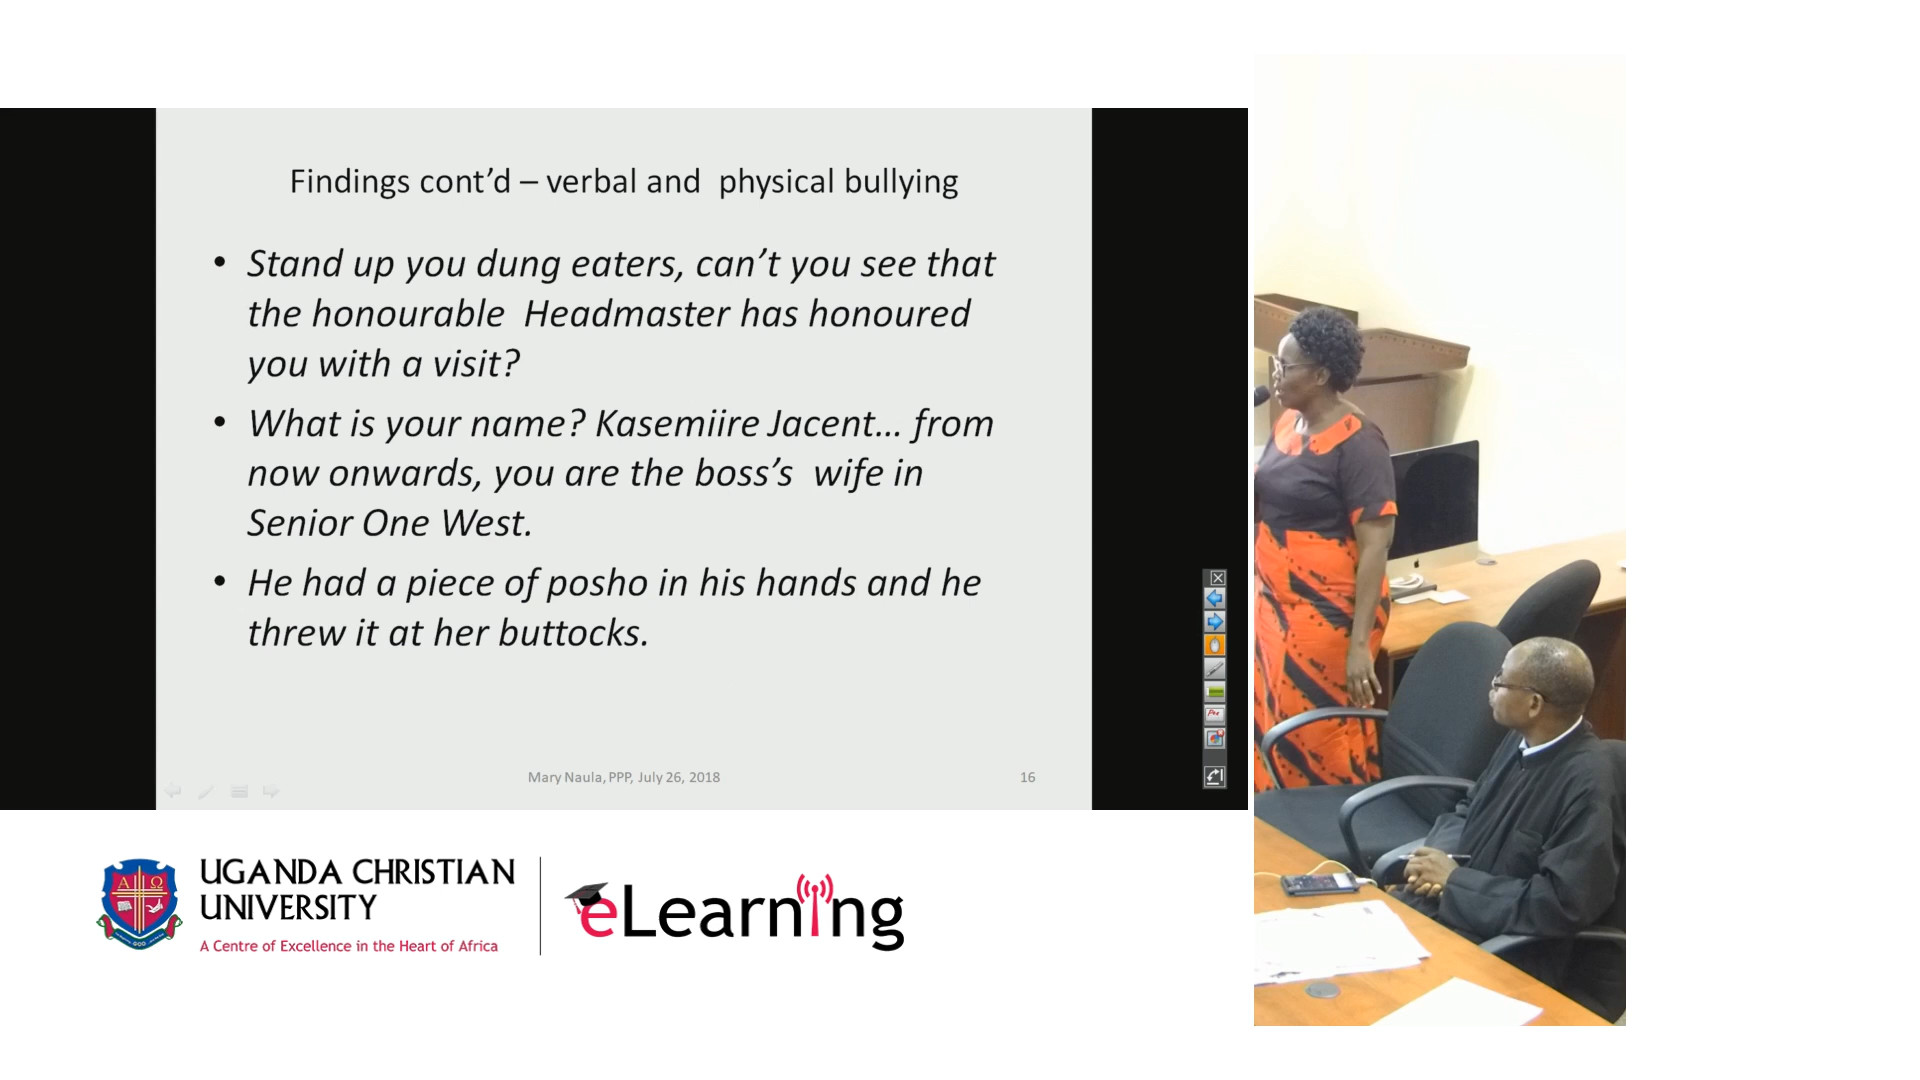 Findings cont’d – verbal and  physical bullying
• Stand up you dung eaters, can’t you see that
the honourable  Headmaster has honoured
you with a visit?
• What is your name? Kasemiire Jacent... from
now onwards, you are the boss’s  wife in
Senior One West.
• He had a piece of posho in his hands and he
threw it at her buttocks.
Mary Naula, PPP, July 26, 2018
16
UGANDA CHRISTIAN
UNIVERSITY
A Centre of Excellence in the Heart of Africa
eLearning
Α Ω
GOD